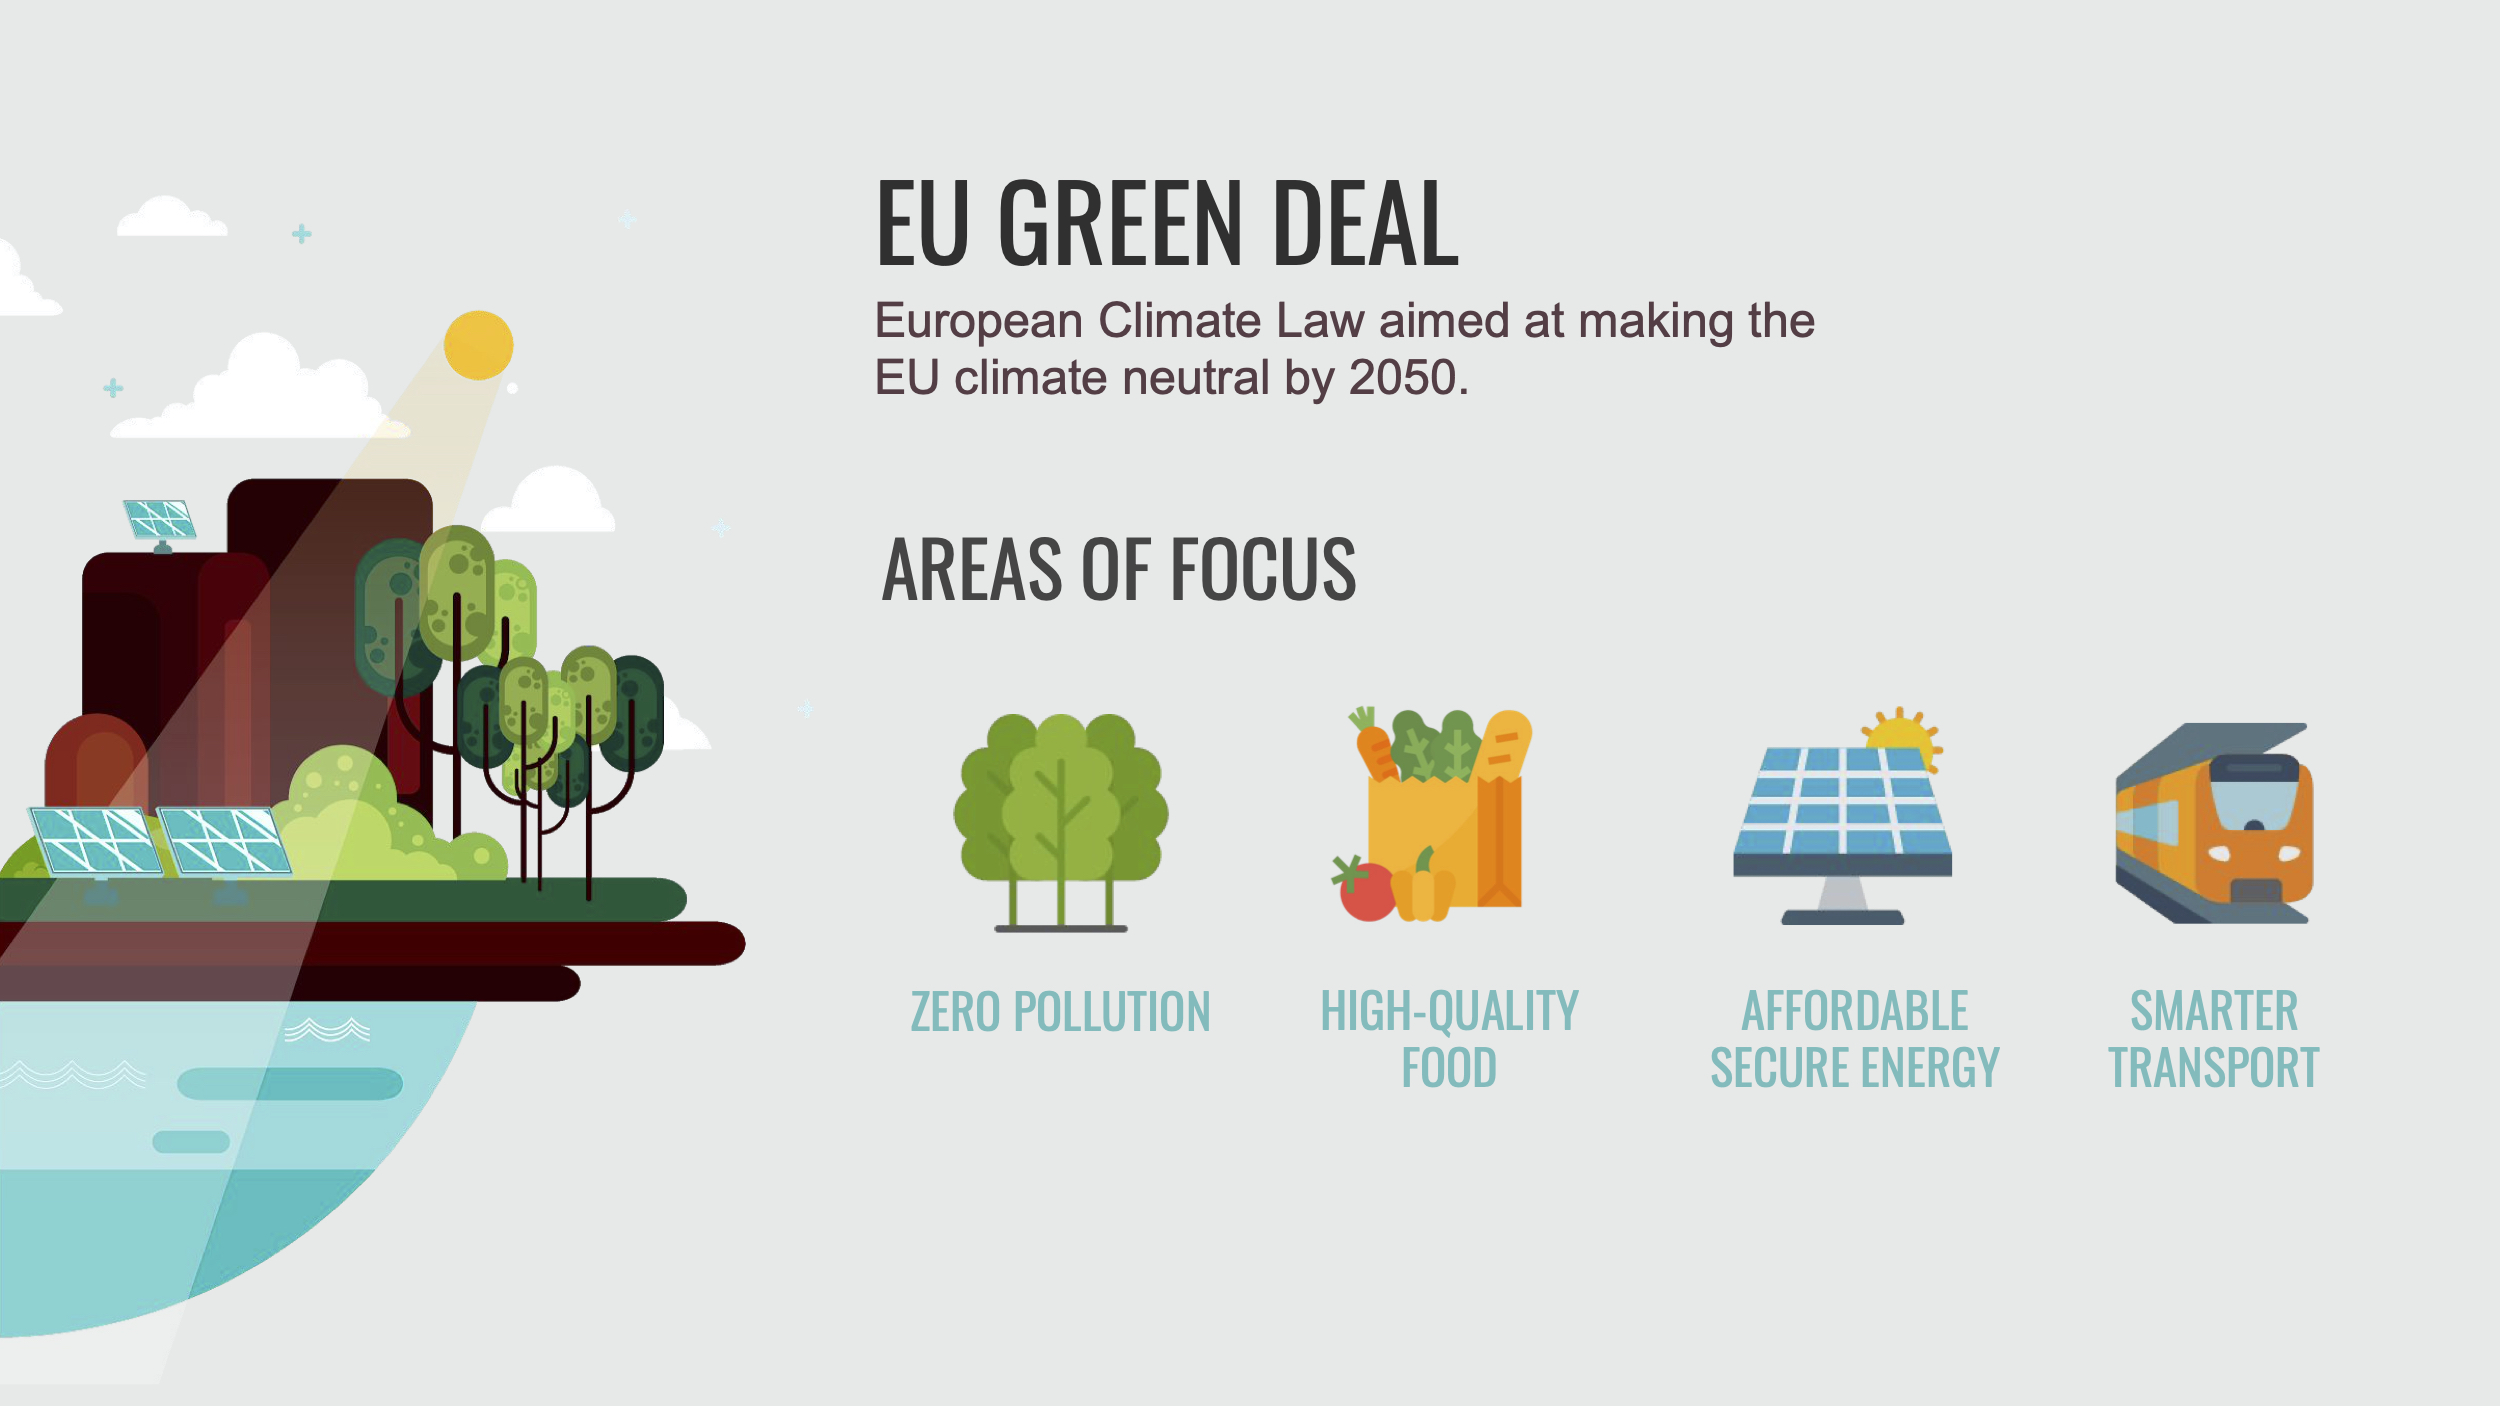 EU GREEN DEAL
European Climate Law aimed at making the
EU climate neutral by 2050.
AREAS OF FOCUS
ZERO POLLUTION
HIGH-QUALITY
FOOD
AFFORDABLE
SECURE ENERGY
SMARTER
TRANSPORT